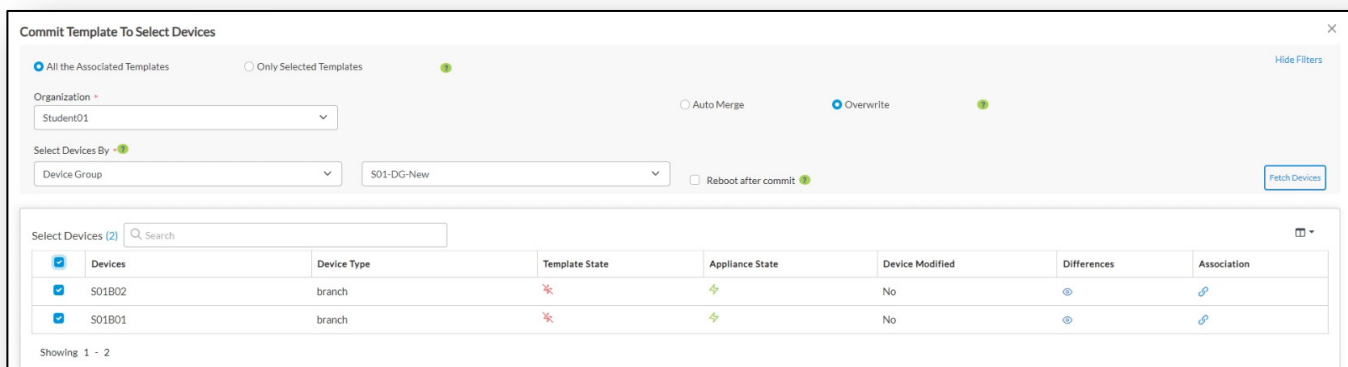 Commit Template To Select Devices
All the Associated Templates Only Selected Templates ? Hide Filters
Organization *
Student01 Auto Merge Overwrite ?
Select Devices By * ?
Device Group S01-DG-New Reboot after commit ? Fetch Devices
Select Devices (2) Search
Devices Device Type Template State Appliance State Device Modified Differences Association
S01B02 branch No
S01B01 branch No
Showing 1 - 2